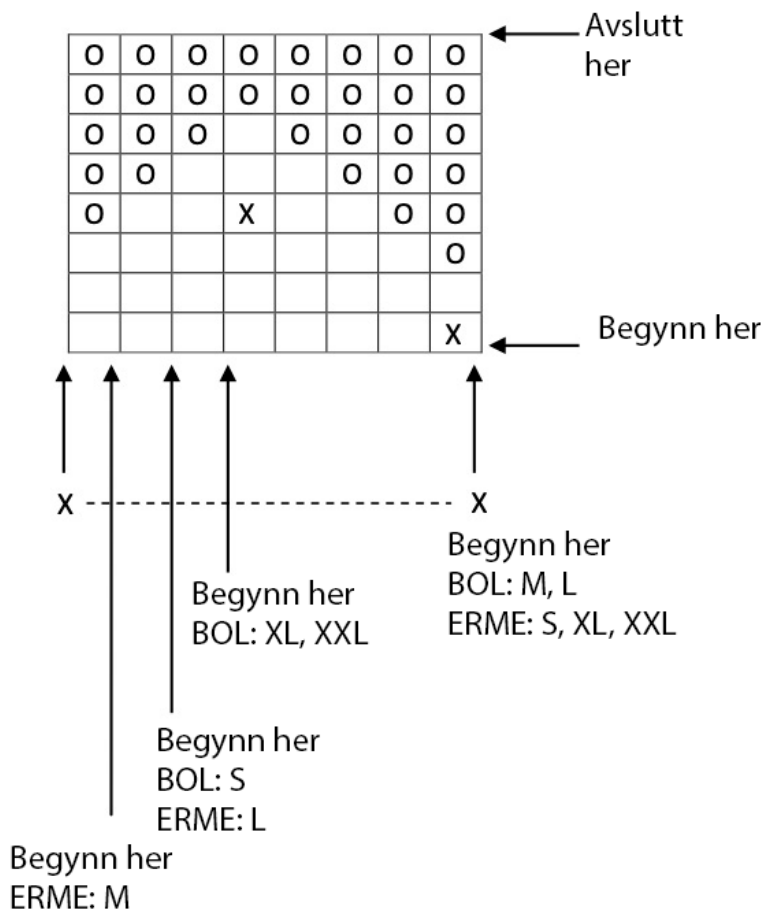 Avslutt
her
O O O O O O O O
O O O O O O O O
O O O O O O O
O O O O O
O X O O
O
X
Begynn her
X X
Begynn her
BOL: M, L
ERME: S, XL, XXL
Begynn her
BOL: XL, XXL
Begynn her
BOL: S
ERME: L
Begynn her
ERME: M